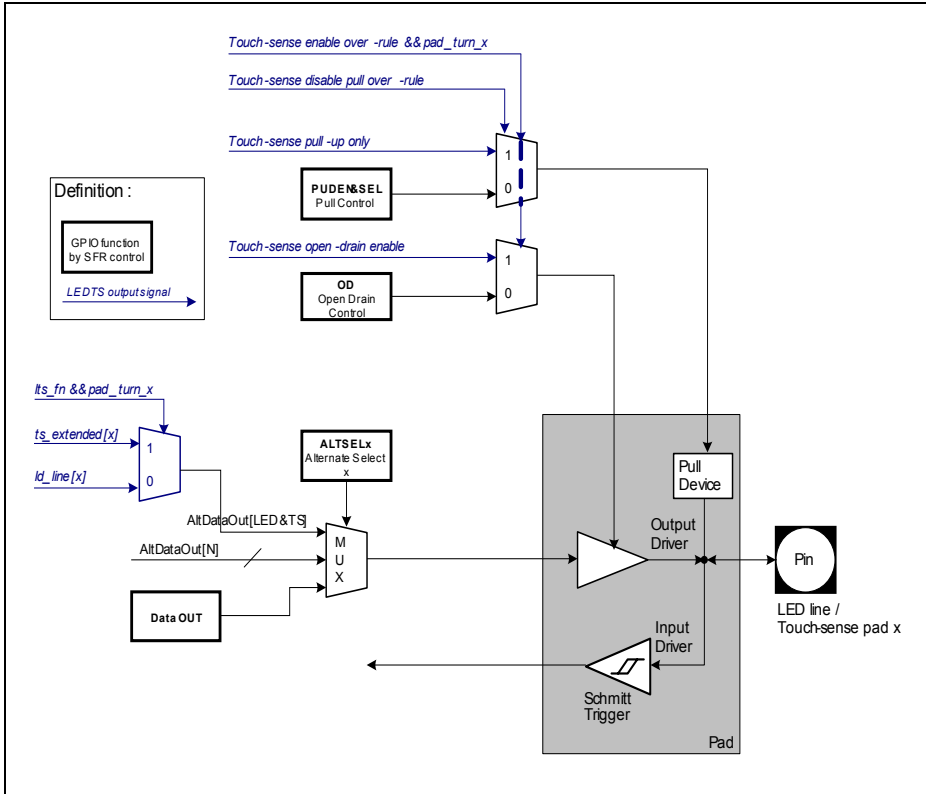 Touch-sense enable over -rule && pad_turn_x
Touch-sense disable pull over -rule
Touch-sense pull -up only
1
0
PUDEN&SEL
Pull Control
Definition :
GPIO function
by SFR control
LEDTS output signal
Touch-sense open -drain enable
1
0
OD
Open Drain
Control
lts_fn && pad_turn_x
ts_extended[x]
1
ld_line[x]
0
ALTSELx
Alternate Select
x
Pull
Device
AltDataOut[LED&TS]
AltDataOut[N]
M
U
X
Output
Driver
Pin
Data OUT
LED line /
Touch-sense pad x
Input
Driver
Schmitt
Trigger
Pad